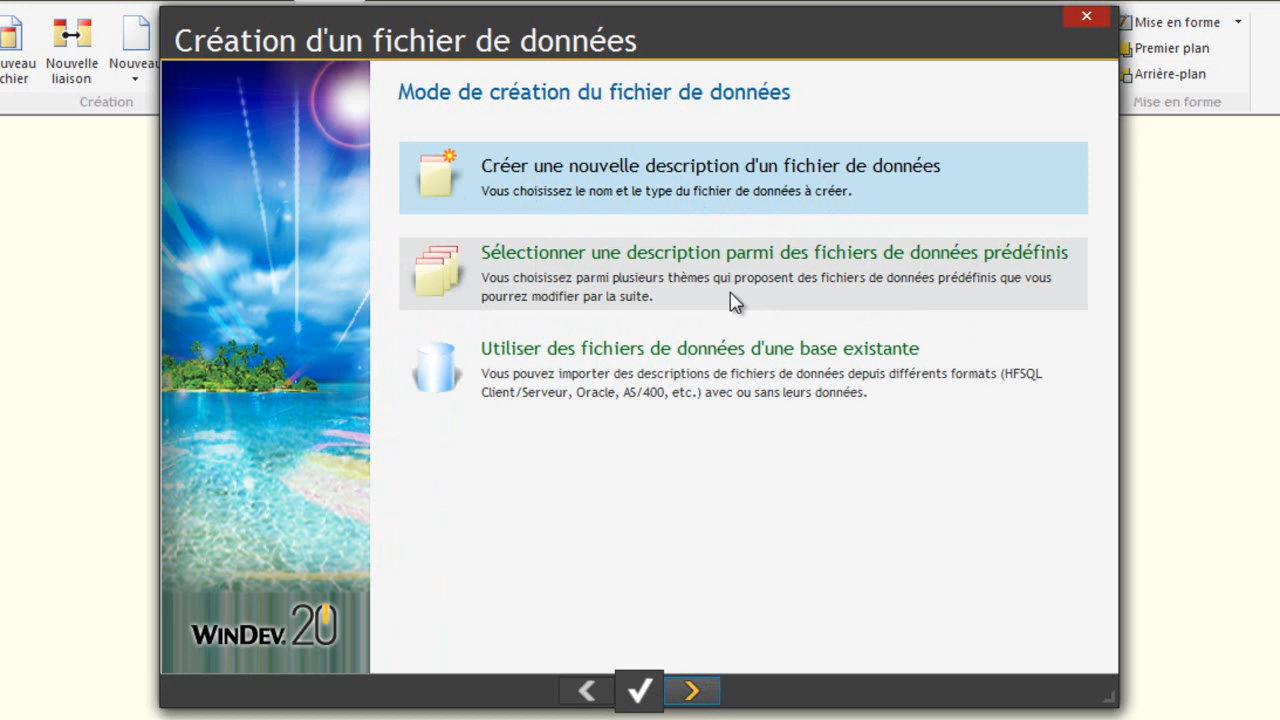 Création d'un fichier de données
Mode de création du fichier de données
Créer une nouvelle description d'un fichier de données
Vous choisissez le nom et le type du fichier de données à créer.
Sélectionner une description parmi des fichiers de données prédéfinis
Vous choisissez parmi plusieurs thèmes qui proposent des fichiers de données prédéfinis que vous
pourrez modifier par la suite.
Utiliser des fichiers de données d'une base existante
Vous pouvez importer des descriptions de fichiers de données depuis différents formats (HFSQL
Client/Serveur, Oracle, AS/400, etc.) avec ou sans leurs données.
WINDEV. 20
uveau
chier
Nouvelle
liaison
Nouveau
Création
Mise en forme
Premier plan
Arrière-plan
Mise en forme